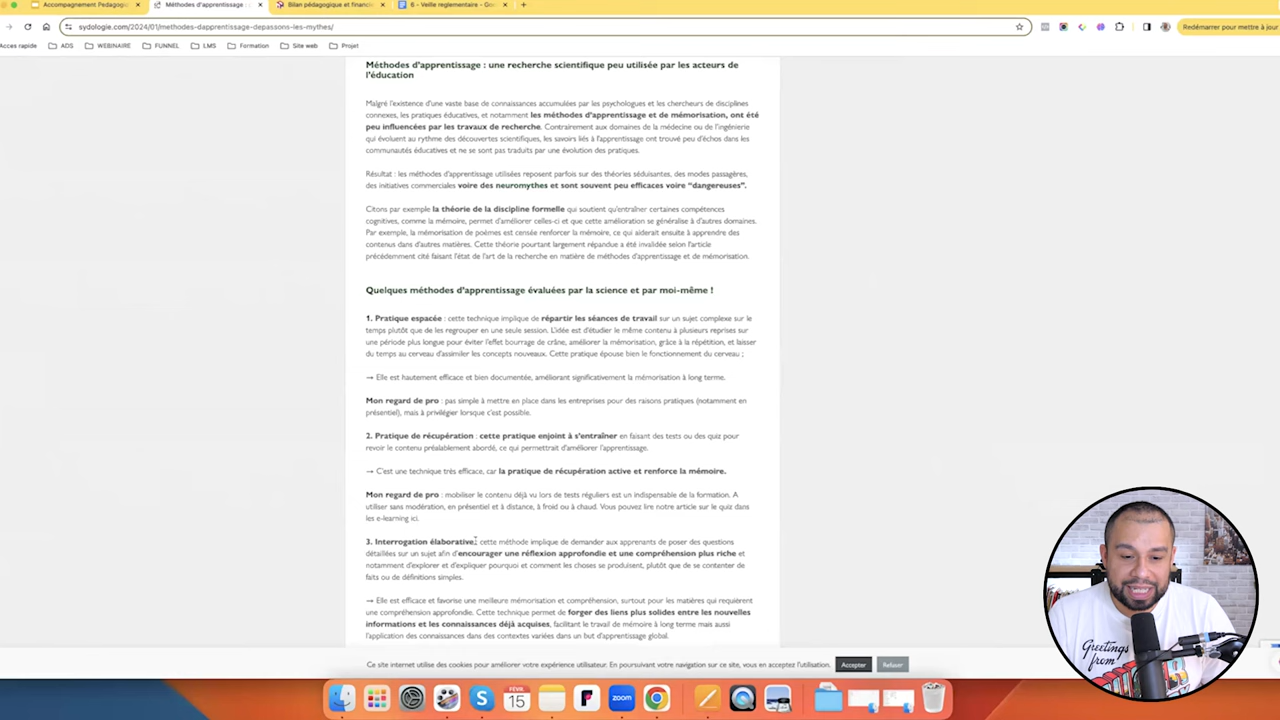 Accompagnement Pedagogic
Méthodes d'apprentissage :
Bilan pédagogique et financie
6 - Veille reglementaire - Goo
sydologie.com/2024/01/methodes-dapprentissage-depassons-les-mythes/
Redémarrer pour mettre à jour
Acces rapide
ADS
WEBINAIRE
FUNNEL
LMS
Formation
Site web
Projet
Méthodes d'apprentissage : une recherche scientifique peu utilisée par les acteurs de
l'éducation
Malgré l'existence d'une vaste base de connaissances accumulées par les psychologues et les chercheurs de disciplines
connexes, les pratiques éducatives, et notamment les méthodes d'apprentissage et de mémorisation, ont été
peu influencées par les travaux de recherche. Contrairement aux domaines de la médecine ou de l'ingénierie
qui évoluent au rythme des découvertes scientifiques, les savoirs liés à l'apprentissage ont trouvé peu d'échos dans les
communautés éducatives et ne se sont pas traduits par une évolution des pratiques.
Résultat : les méthodes d'apprentissage utilisées reposent parfois sur des théories séduisantes, des modes passagères,
des initiatives commerciales voire des neuromythes et sont souvent peu efficaces voire "dangereuses".
Citons par exemple la théorie de la discipline formelle qui soutient qu'entraîner certaines compétences
cognitives, comme la mémoire, permet d'améliorer celles-ci et que cette amélioration se généralise à d'autres domaines.
Par exemple, la mémorisation de poèmes est censée renforcer la mémoire, ce qui aiderait ensuite à apprendre des
contenus dans d'autres matières. Cette théorie pourtant largement répandue a été invalidée selon l'article
précédemment cité faisant l'état de l'art de la recherche en matière de méthodes d'apprentissage et de mémorisation.
Quelques méthodes d'apprentissage évaluées par la science et par moi-même !
1. Pratique espacée : cette technique implique de répartir les séances de travail sur un sujet complexe sur le
temps plutôt que de les regrouper en une seule session. L'idée est d'étudier le même contenu à plusieurs reprises sur
une période plus longue pour éviter l'effet bourrage de crâne, améliorer la mémorisation, grâce à la répétition, et laisser
du temps au cerveau d'assimiler les concepts nouveaux. Cette pratique épouse bien le fonctionnement du cerveau ;
→ Elle est hautement efficace et bien documentée, améliorant significativement la mémorisation à long terme.
Mon regard de pro : pas simple à mettre en place dans les entreprises pour des raisons pratiques (notamment en
présentiel), mais à privilégier lorsque c'est possible.
2. Pratique de récupération : cette pratique enjoint à s'entraîner en faisant des tests ou des quiz pour
revoir le contenu préalablement abordé, ce qui permettrait d'améliorer l'apprentissage.
→ C'est une technique très efficace, car la pratique de récupération active et renforce la mémoire.
Mon regard de pro : mobiliser le contenu déjà vu lors de tests réguliers est un indispensable de la formation. A
utiliser sans modération, en présentiel et à distance, à froid ou à chaud. Vous pouvez lire notre article sur le quiz dans
les e-learning ici.
3. Interrogation élaborative: cette méthode implique de demander aux apprenants de poser des questions
détaillées sur un sujet afin d'encourager une réflexion approfondie et une compréhension plus riche et
notamment d'explorer et d'expliquer pourquoi et comment les choses se produisent, plutôt que de se contenter de
faits ou de définitions simples.
→ Elle est efficace et favorise une meilleure mémorisation et compréhension, surtout pour les matières qui requièrent
une compréhension approfondie. Cette technique permet de forger des liens plus solides entre les nouvelles
informations et les connaissances déjà acquises, facilitant le travail de mémoire à long terme mais aussi
l'application des connaissances dans des contextes variées dans un but d'apprentissage global.
Ce site internet utilise des cookies pour améliorer votre expérience utilisateur. En poursuivant votre navigation sur ce site, vous en acceptez l'utilisation.
Accepter
Refuser
FÉVR.
15
zoom
Greetings
from